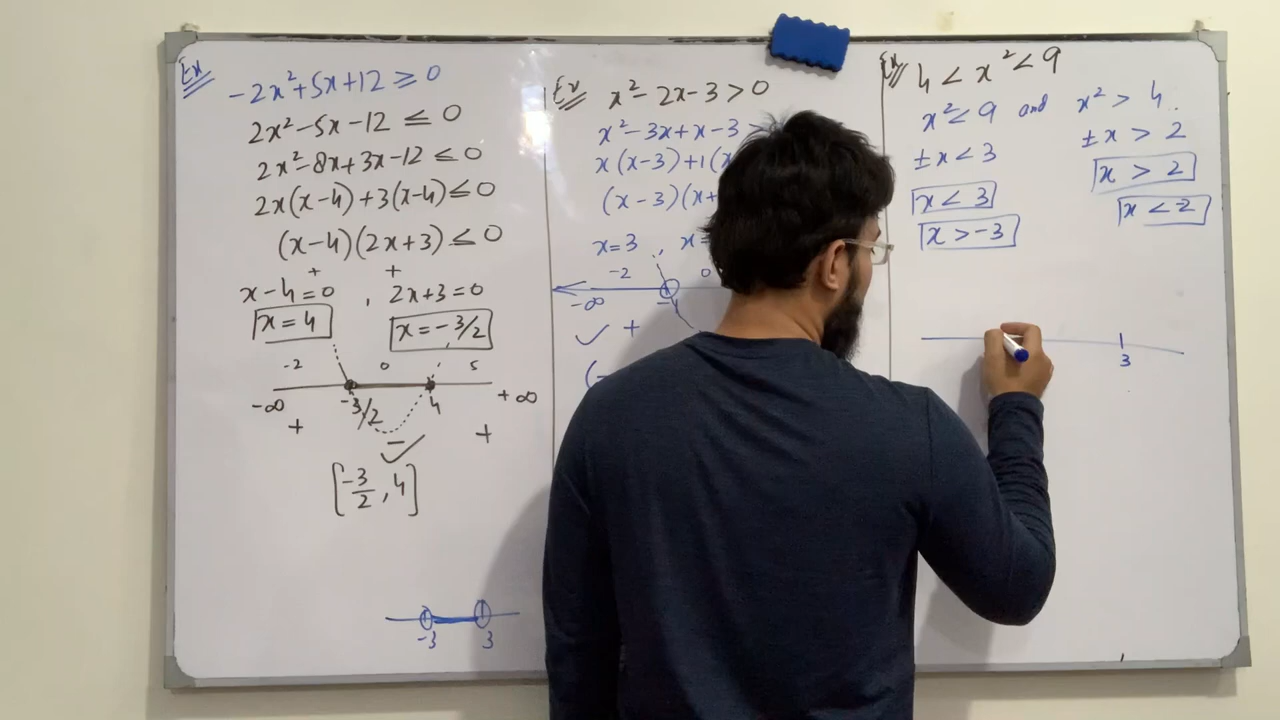 Ex
-2x²+5x+12 ≥ 0
2x²-5x-12 ≤ 0
2x²-8x+3x-12 ≤ 0
2x(x-4)+3(x-4) ≤ 0
(x-4)(2x+3) ≤ 0
+ +
x-4=0 , 2x+3=0
x=4 x=-3/2
-2 0 5
-∞ -3/2 4 +∞
+ - +
[-3/2, 4]
-3 3
Ex x²-2x-3>0
x²-3x+x-3
x(x-3)+1(x
(x-3)(x+
x=3 , x=
-2 0
-∞ -4
✓ +
(-
Ex 4<x²<9
x²<9 and x²>4.
±x<3 ±x>2
x<3 x>2
x>-3 x<-2
3